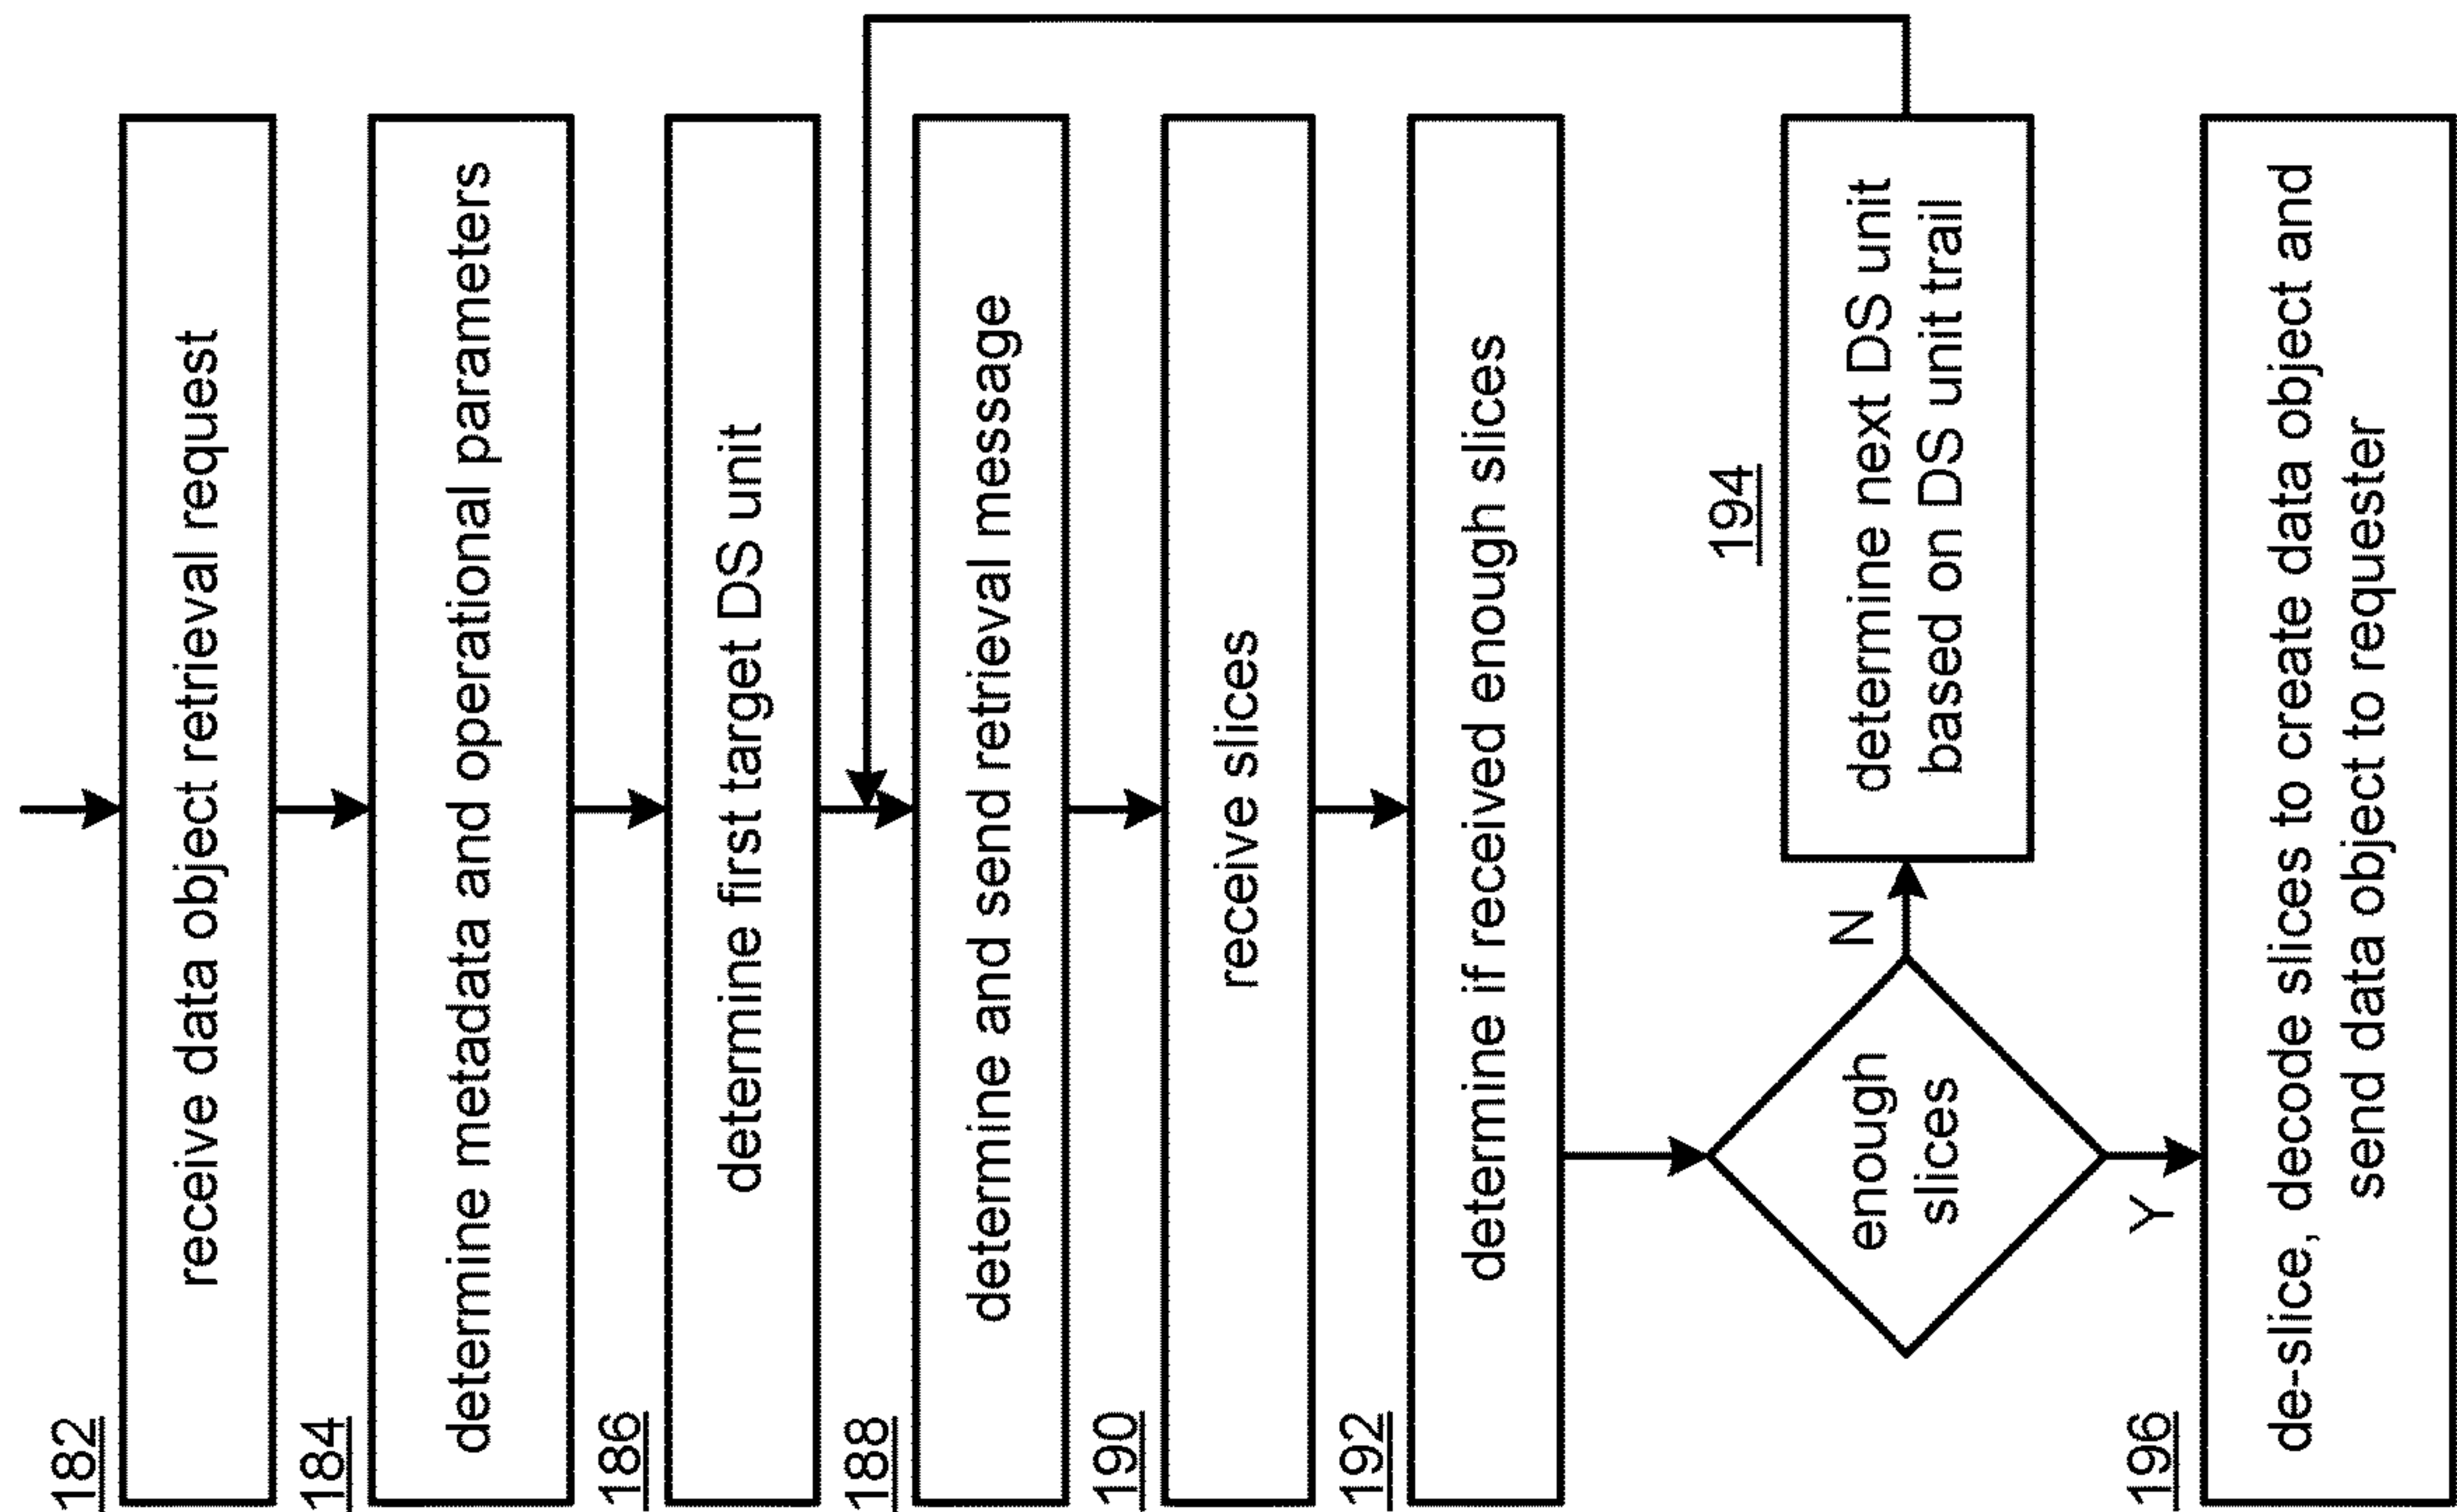 182
receive data object retrieval request
184
determine metadata and operational parameters
186
determine first target DS unit
188
determine and send retrieval message
190
receive slices
192
determine if received enough slices
enough
slices
N
194
determine next DS unit
based on DS unit trail
Y
196
de-slice, decode slices to create data object and
send data object to requester